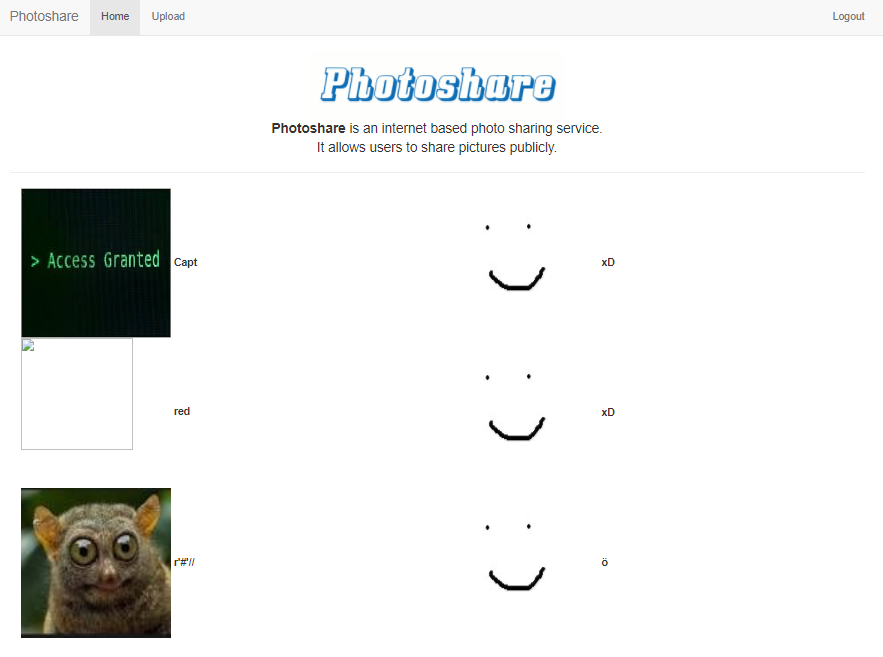 Photoshare Home Upload Logout
Photoshare
Photoshare is an internet based photo sharing service.
It allows users to share pictures publicly.
> Access Granted
Capt
xD
red
xD
r'#'//
ö